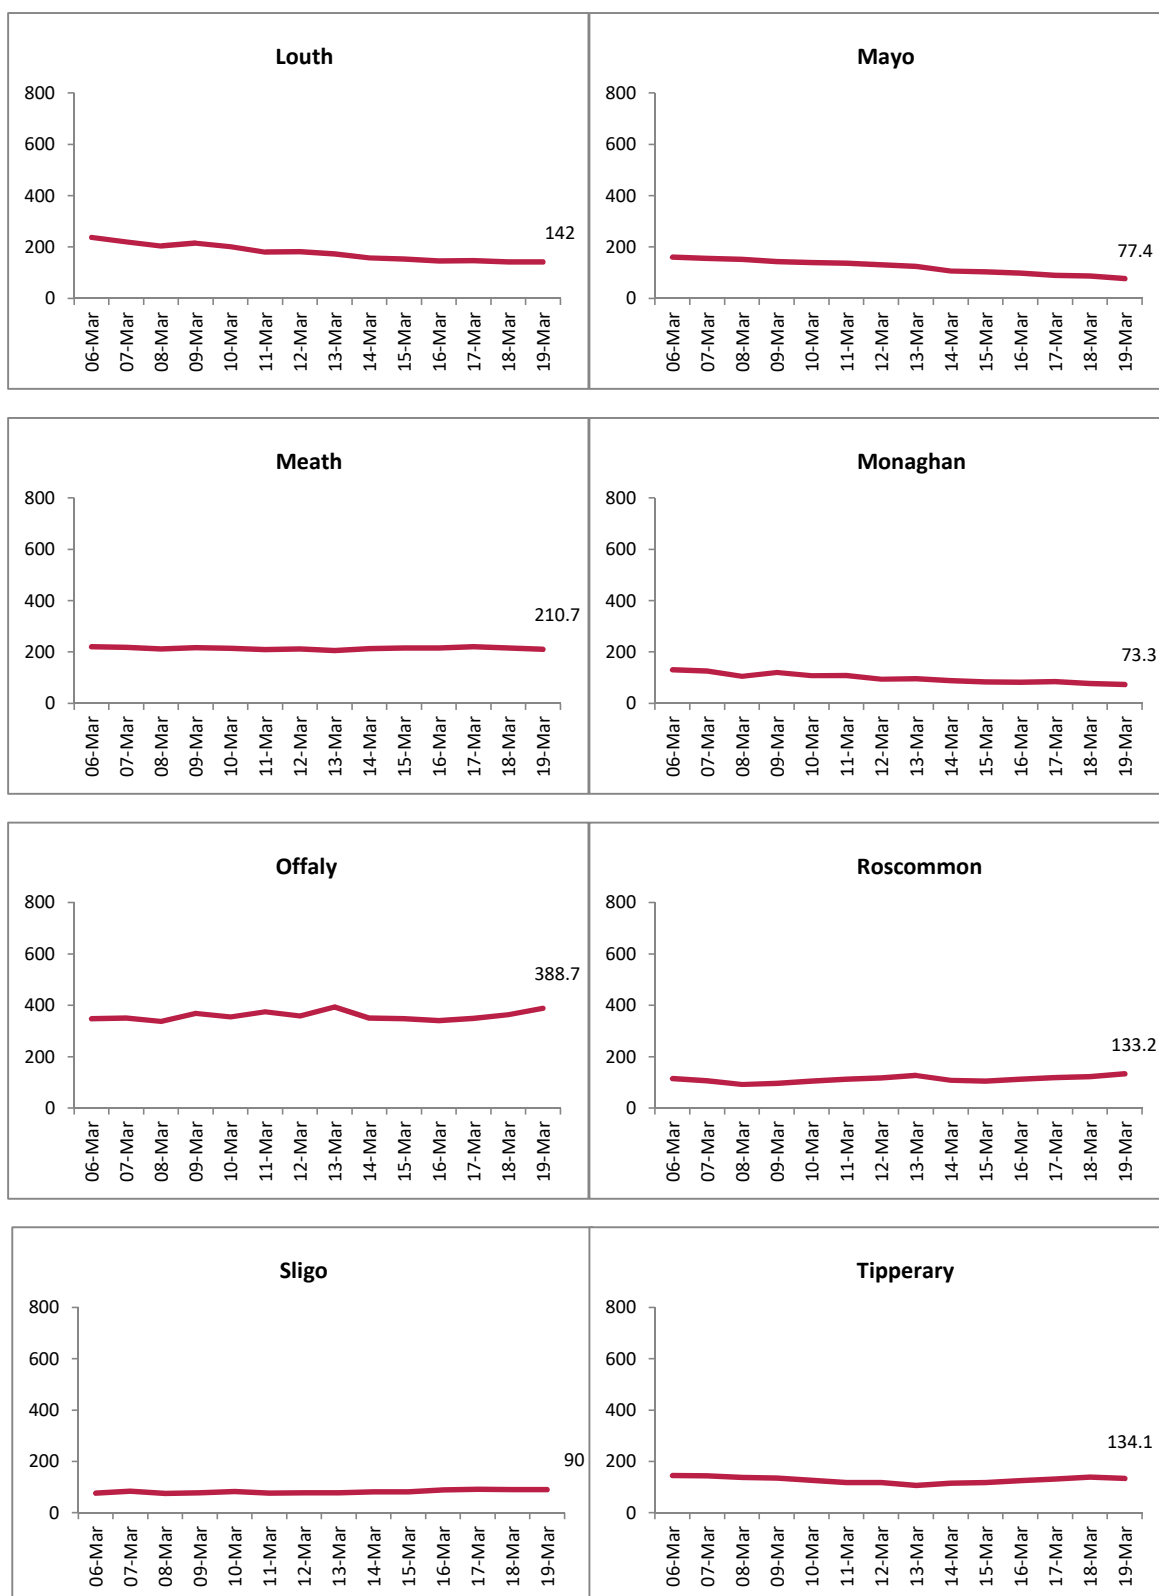 Louth
800
600
400
200
0
142
06-Mar
07-Mar
08-Mar
09-Mar
10-Mar
11-Mar
12-Mar
13-Mar
14-Mar
15-Mar
16-Mar
17-Mar
18-Mar
19-Mar
Mayo
800
600
400
200
0
77.4
06-Mar
07-Mar
08-Mar
09-Mar
10-Mar
11-Mar
12-Mar
13-Mar
14-Mar
15-Mar
16-Mar
17-Mar
18-Mar
19-Mar
Meath
800
600
400
200
0
210.7
06-Mar
07-Mar
08-Mar
09-Mar
10-Mar
11-Mar
12-Mar
13-Mar
14-Mar
15-Mar
16-Mar
17-Mar
18-Mar
19-Mar
Monaghan
800
600
400
200
0
73.3
06-Mar
07-Mar
08-Mar
09-Mar
10-Mar
11-Mar
12-Mar
13-Mar
14-Mar
15-Mar
16-Mar
17-Mar
18-Mar
19-Mar
Offaly
800
600
400
200
0
388.7
06-Mar
07-Mar
08-Mar
09-Mar
10-Mar
11-Mar
12-Mar
13-Mar
14-Mar
15-Mar
16-Mar
17-Mar
18-Mar
19-Mar
Roscommon
800
600
400
200
0
133.2
06-Mar
07-Mar
08-Mar
09-Mar
10-Mar
11-Mar
12-Mar
13-Mar
14-Mar
15-Mar
16-Mar
17-Mar
18-Mar
19-Mar
Sligo
800
600
400
200
0
90
06-Mar
07-Mar
08-Mar
09-Mar
10-Mar
11-Mar
12-Mar
13-Mar
14-Mar
15-Mar
16-Mar
17-Mar
18-Mar
19-Mar
Tipperary
800
600
400
200
0
134.1
06-Mar
07-Mar
08-Mar
09-Mar
10-Mar
11-Mar
12-Mar
13-Mar
14-Mar
15-Mar
16-Mar
17-Mar
18-Mar
19-Mar